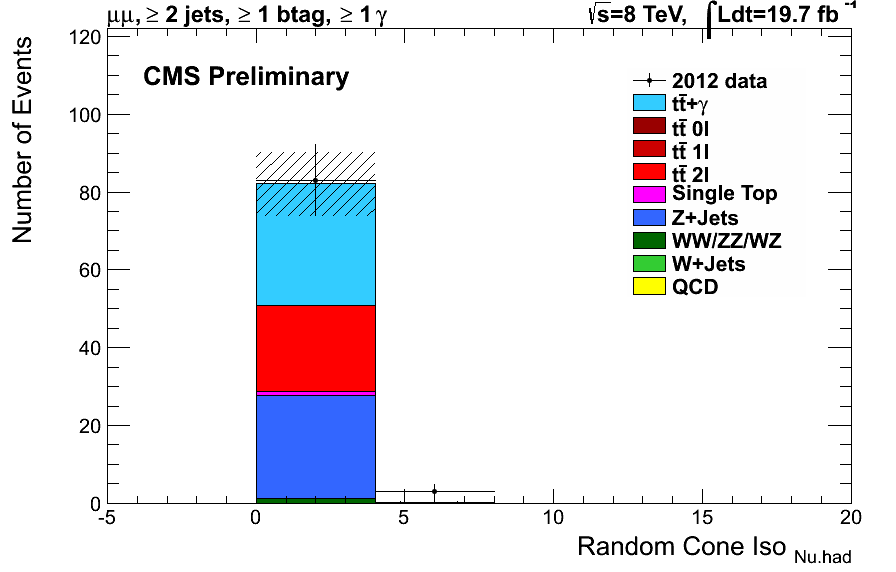 μμ, ≥ 2 jets, ≥ 1 btag, ≥ 1 γ
√s=8 TeV, ∫Ldt=19.7 fb⁻¹
CMS Preliminary
Number of Events
120
100
80
60
40
20
0
2012 data
tt̄+γ
tt̄ 0l
tt̄ 1l
tt̄ 2l
Single Top
Z+Jets
WW/ZZ/WZ
W+Jets
QCD
-5 0 5 10 15 20
Random Cone Iso Nu.had